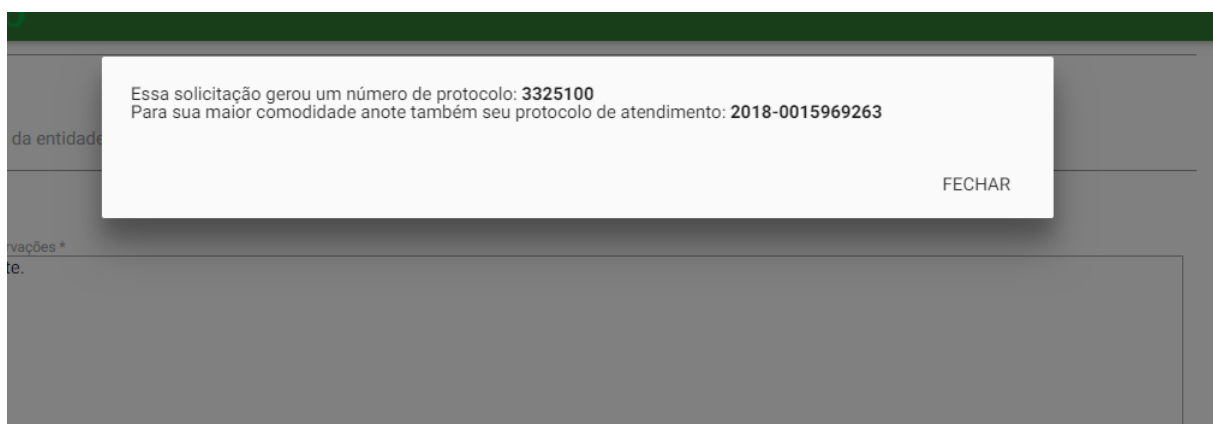 Essa solicitação gerou um número de protocolo: 3325100
Para sua maior comodidade anote também seu protocolo de atendimento: 2018-0015969263
da entidade
FECHAR
rvações *
te.